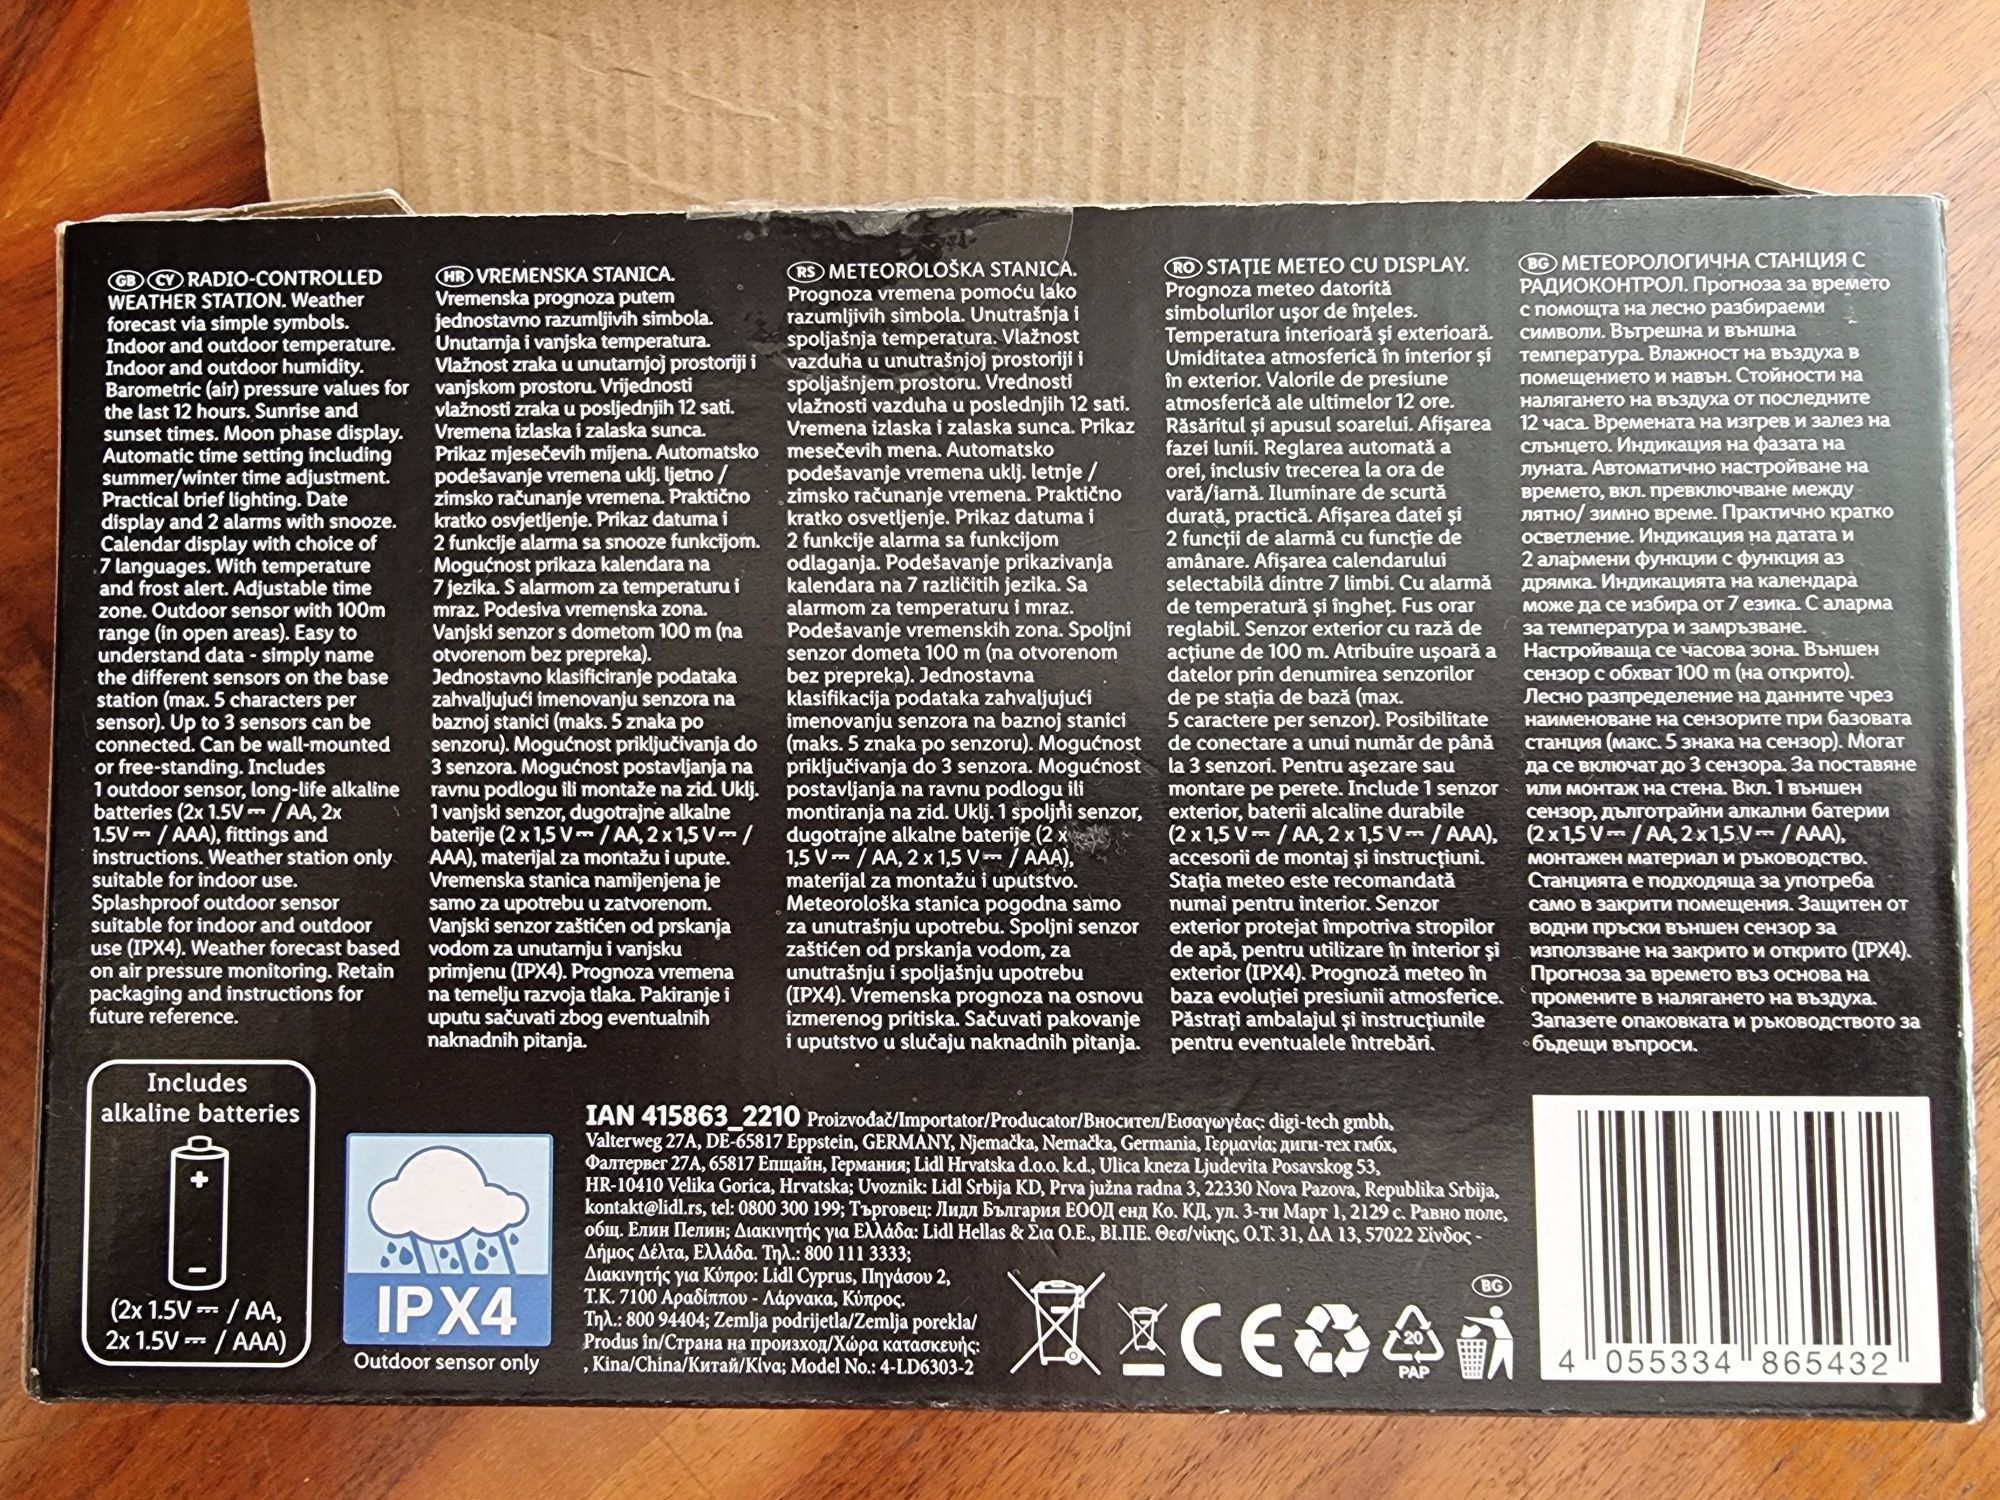 GB CY RADIO-CONTROLLED
WEATHER STATION. Weather
forecast via simple symbols.
Indoor and outdoor temperature.
Indoor and outdoor humidity.
Barometric (air) pressure values for
the last 12 hours. Sunrise and
sunset times. Moon phase display.
Automatic time setting including
summer/winter time adjustment.
Practical brief lighting. Date
display and 2 alarms with snooze.
Calendar display with choice of
7 languages. With temperature
and frost alert. Adjustable time
zone. Outdoor sensor with 100m
range (in open areas). Easy to
understand data - simply name
the different sensors on the base
station (max. 5 characters per
sensor). Up to 3 sensors can be
connected. Can be wall-mounted
or free-standing. Includes
1 outdoor sensor, long-life alkaline
batteries (2x 1.5V ⎓ / AA, 2x
1.5V ⎓ / AAA), fittings and
instructions. Weather station only
suitable for indoor use.
Splashproof outdoor sensor
suitable for indoor and outdoor
use (IPX4). Weather forecast based
on air pressure monitoring. Retain
packaging and instructions for
future reference.
HR VREMENSKA STANICA.
Vremenska prognoza putem
jednostavno razumljivih simbola.
Unutarnja i vanjska temperatura.
Vlažnost zraka u unutarnjoj prostoriji i
vanjskom prostoru. Vrijednosti
vlažnosti zraka u posljednjih 12 sati.
Vremena izlaska i zalaska sunca.
Prikaz mjesečevih mijena. Automatsko
podešavanje vremena uklj. ljetno /
zimsko računanje vremena. Praktično
kratko osvjetljenje. Prikaz datuma i
2 funkcije alarma sa snooze funkcijom.
Mogućnost prikaza kalendara na
7 jezika. S alarmom za temperaturu i
mraz. Podesiva vremenska zona.
Vanjski senzor s dometom 100 m (na
otvorenom bez prepreka).
Jednostavno klasificiranje podataka
zahvaljujući imenovanju senzora na
baznoj stanici (maks. 5 znaka po
senzoru). Mogućnost priključivanja do
3 senzora. Mogućnost postavljanja na
ravnu podlogu ili montaže na zid. Uklj.
1 vanjski senzor, dugotrajne alkalne
baterije (2 x 1,5 V ⎓ / AA, 2 x 1,5 V ⎓ /
AAA), materijal za montažu i upute.
Vremenska stanica namijenjena je
samo za upotrebu u zatvorenom.
Vanjski senzor zaštićen od prskanja
vodom za unutarnju i vanjsku
primjenu (IPX4). Prognoza vremena
na temelju razvoja tlaka. Pakiranje i
uputu sačuvati zbog eventualnih
naknadnih pitanja.
RS METEOROLOŠKA STANICA.
Prognoza vremena pomoću lako
razumljivih simbola. Unutrašnja i
spoljašnja temperatura. Vlažnost
vazduha u unutrašnjoj prostoriji i
spoljašnjem prostoru. Vrednosti
vlažnosti vazduha u poslednjih 12 sati.
Vremena izlaska i zalaska sunca. Prikaz
mesečevih mena. Automatsko
podešavanje vremena uklj. letnje /
zimsko računanje vremena. Praktično
kratko osvetljenje. Prikaz datuma i
2 funkcije alarma sa funkcijom
odlaganja. Podešavanje prikazivanja
kalendara na 7 različitih jezika. Sa
alarmom za temperaturu i mraz.
Podešavanje vremenskih zona. Spoljni
senzor dometa 100 m (na otvorenom
bez prepreka). Jednostavna
klasifikacija podataka zahvaljujući
imenovanju senzora na baznoj stanici
(maks. 5 znaka po senzoru). Mogućnost
priključivanja do 3 senzora. Mogućnost
postavljanja na ravnu podlogu ili
montiranja na zid. Uklj. 1 spoljni senzor,
dugotrajne alkalne baterije (2 x
1,5 V ⎓ / AA, 2 x 1,5 V ⎓ / AAA),
materijal za montažu i uputstvo.
Meteorološka stanica pogodna samo
za unutrašnju upotrebu. Spoljni senzor
zaštićen od prskanja vodom, za
unutrašnju i spoljašnju upotrebu
(IPX4). Vremenska prognoza na osnovu
izmerenog pritiska. Sačuvati pakovanje
i uputstvo u slučaju naknadnih pitanja.
RO STAȚIE METEO CU DISPLAY.
Prognoza meteo datorită
simbolurilor ușor de înțeles.
Temperatura interioară și exterioară.
Umiditatea atmosferică în interior și
în exterior. Valorile de presiune
atmosferică ale ultimelor 12 ore.
Răsăritul și apusul soarelui. Afișarea
fazei lunii. Reglarea automată a
orei, inclusiv trecerea la ora de
vară/iarnă. Iluminare de scurtă
durată, practică. Afișarea datei și
2 funcții de alarmă cu funcție de
amânare. Afișarea calendarului
selectabilă dintre 7 limbi. Cu alarmă
de temperatură și îngheț. Fus orar
reglabil. Senzor exterior cu rază de
acțiune de 100 m. Atribuire ușoară a
datelor prin denumirea senzorilor
de pe stația de bază (max.
5 caractere per senzor). Posibilitate
de conectare a unui număr de până
la 3 senzori. Pentru așezare sau
montare pe perete. Include 1 senzor
exterior, baterii alcaline durabile
(2 x 1,5 V ⎓ / AA, 2 x 1,5 V ⎓ / AAA),
accesorii de montaj și instrucțiuni.
Stația meteo este recomandată
numai pentru interior. Senzor
exterior protejat împotriva stropilor
de apă, pentru utilizare în interior și
exterior (IPX4). Prognoză meteo în
baza evoluției presiunii atmosferice.
Păstrați ambalajul și instrucțiunile
pentru eventualele întrebări.
BG МЕТЕОРОЛОГИЧНА СТАНЦИЯ С
РАДИОКОНТРОЛ. Прогноза за времето
с помощта на лесно разбираеми
символи. Вътрешна и външна
температура. Влажност на въздуха в
помещението и навън. Стойности на
налягането на въздуха от последните
12 часа. Времената на изгрев и залез на
слънцето. Индикация на фазата на
луната. Автоматично настройване на
времето, вкл. превключване между
лятно/ зимно време. Практично кратко
осветление. Индикация на датата и
2 алармени функции с функция аз
дрямка. Индикацията на календара
може да се избира от 7 езика. С аларма
за температура и замръзване.
Настройваща се часова зона. Външен
сензор с обхват 100 m (на открито).
Лесно разпределение на данните чрез
наименоване на сензорите при базовата
станция (макс. 5 знака на сензор). Могат
да се включат до 3 сензора. За поставяне
или монтаж на стена. Вкл. 1 външен
сензор, дълготрайни алкални батерии
(2 x 1,5 V ⎓ / AA, 2 x 1,5 V ⎓ / AAA),
монтажен материал и ръководство.
Станцията е подходяща за употреба
само в закрити помещения. Защитен от
водни пръски външен сензор за
използване на закрито и открито (IPX4).
Прогноза за времето въз основа на
промените в налягането на въздуха.
Запазете опаковката и ръководството за
бъдещи въпроси.
Includes
alkaline batteries
+
–
(2x 1.5V ⎓ / AA,
2x 1.5V ⎓ / AAA)
IPX4
Outdoor sensor only
IAN 415863_2210 Proizvođač/Importator/Producator/Вносител/Εισαγωγέας: digi-tech gmbh,
Valterweg 27A, DE-65817 Eppstein, GERMANY, Njemačka, Nemačka, Germania, Γερμανία; диги-тех гмбх,
Фалтервег 27А, 65817 Епщайн, Германия; Lidl Hrvatska d.o.o. k.d., Ulica kneza Ljudevita Posavskog 53,
HR-10410 Velika Gorica, Hrvatska; Uvoznik: Lidl Srbija KD, Prva južna radna 3, 22330 Nova Pazova, Republika Srbija,
kontakt@lidl.rs, tel: 0800 300 199; Търговец: Лидл България ЕООД енд Ко. КД, ул. 3-ти Март 1, 2129 с. Равно поле,
общ. Елин Пелин; Διακινητής για Ελλάδα: Lidl Hellas & Σια Ο.Ε., ΒΙ.ΠΕ. Θεσ/νίκης, Ο.Τ. 31, ΔΑ 13, 57022 Σίνδος -
Δήμος Δέλτα, Ελλάδα. Τηλ.: 800 111 3333;
Διακινητής για Κύπρο: Lidl Cyprus, Πηγάσου 2,
Τ.Κ. 7100 Αραδίππου - Λάρνακα, Κύπρος.
Τηλ.: 800 94404; Zemlja podrijetla/Zemlja porekla/
Produs în/Страна на произход/Χώρα κατασκευής:
, Kina/China/Китай/Κίνα; Model No.: 4-LD6303-2
CE
20
PAP
BG
4 055334 865432